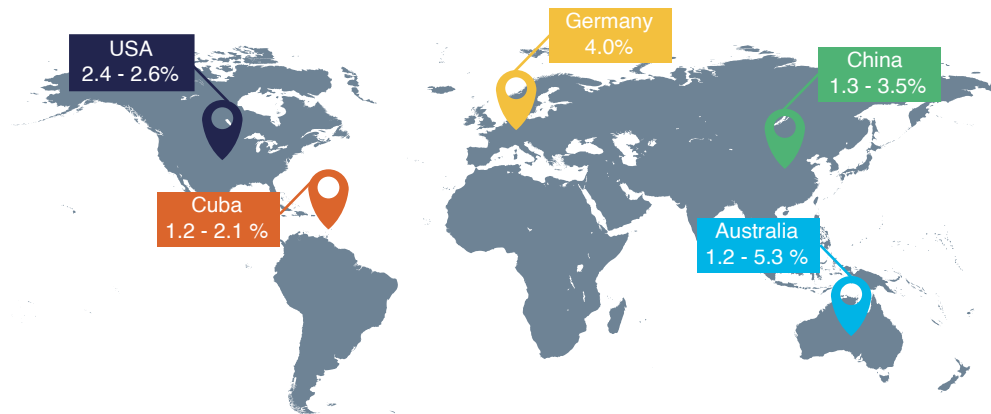 USA
2.4 - 2.6%
Germany
4.0%
China
1.3 - 3.5%
Cuba
1.2 - 2.1 %
Australia
1.2 - 5.3 %